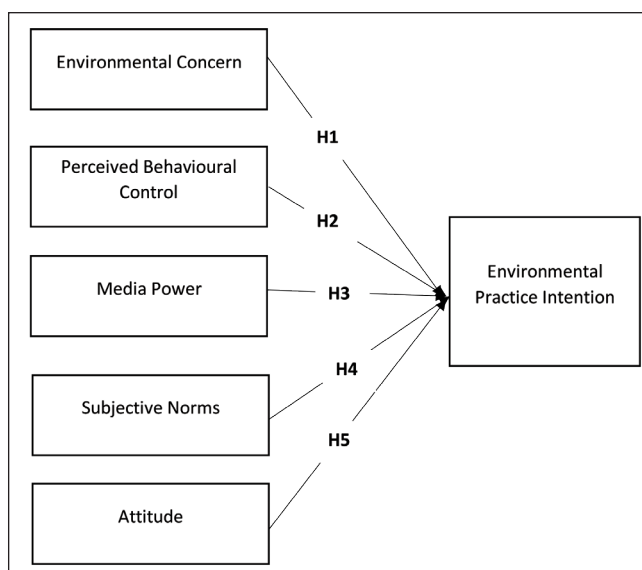 Environmental Concern
H1
Perceived Behavioural
Control
H2
Media Power
H3
Environmental
Practice Intention
Subjective Norms
H4
H5
Attitude